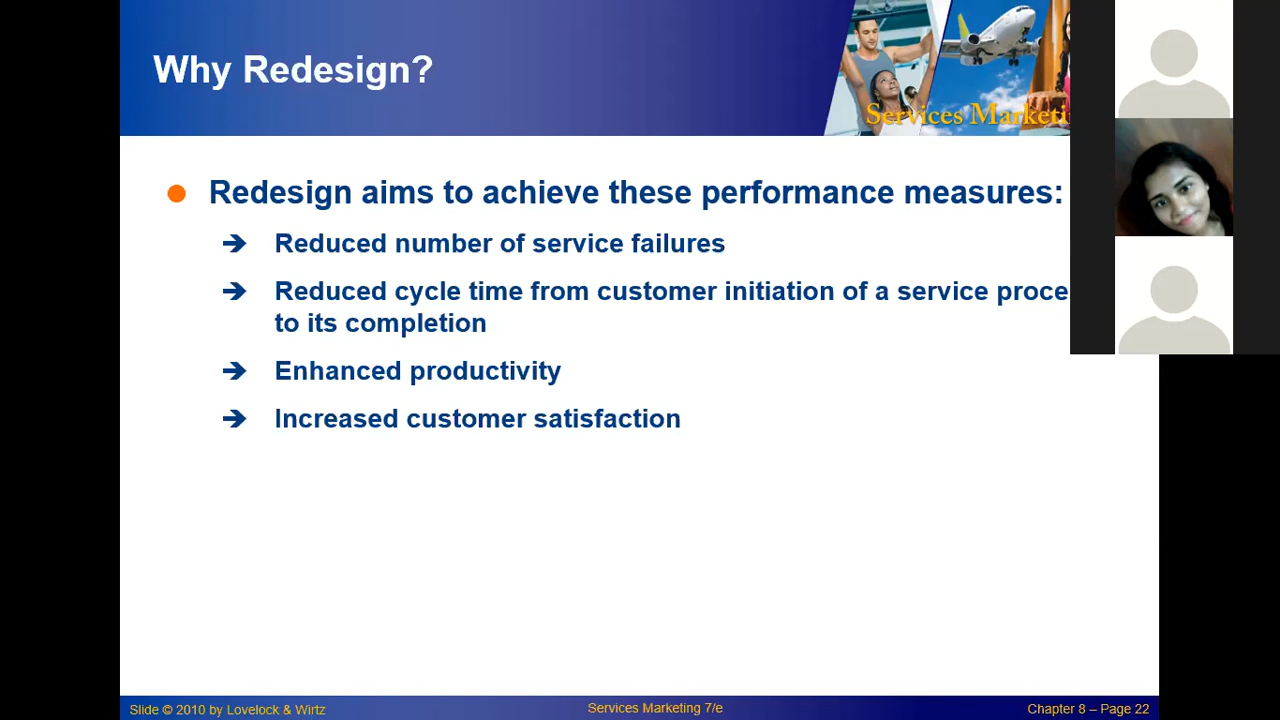 Why Redesign?
Services Marketi
Redesign aims to achieve these performance measures:
Reduced number of service failures
Reduced cycle time from customer initiation of a service proce
to its completion
Enhanced productivity
Increased customer satisfaction
Slide © 2010 by Lovelock & Wirtz
Services Marketing 7/e
Chapter 8 – Page 22